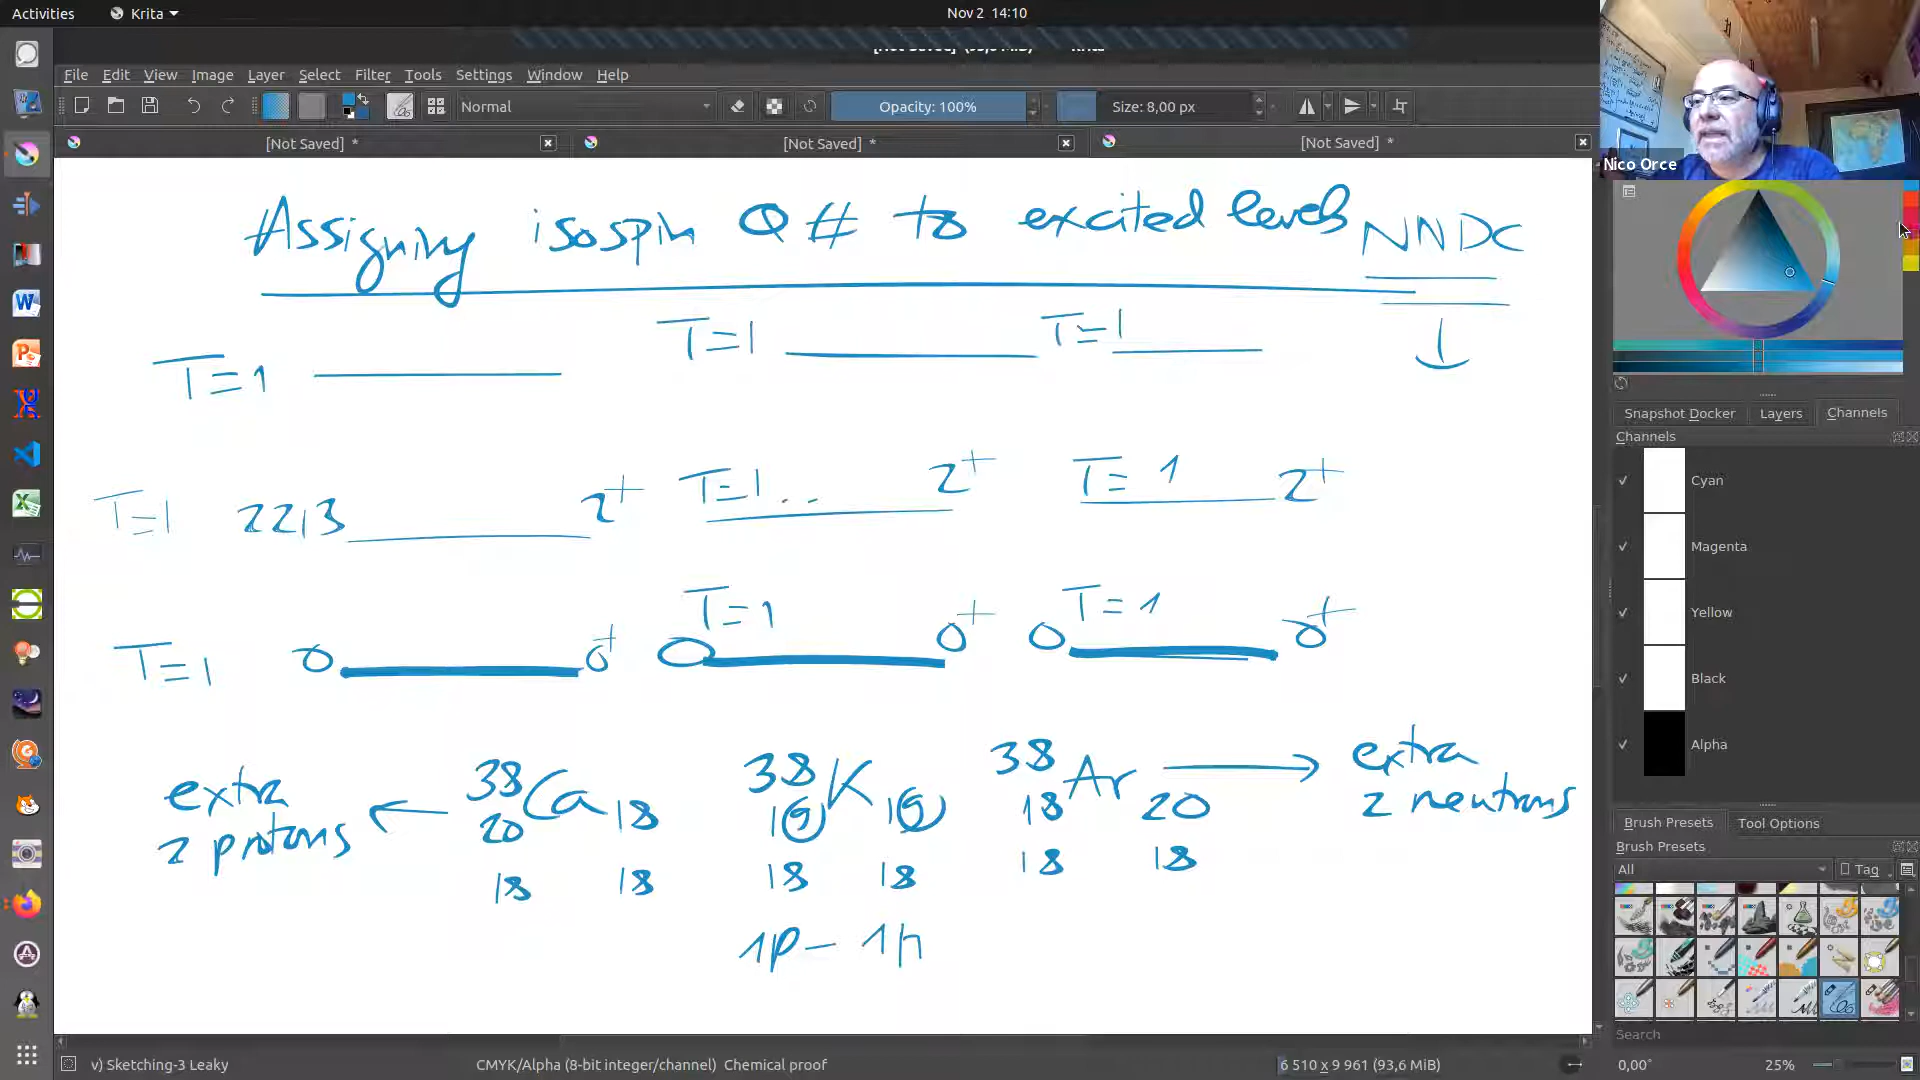 Activities
Krita
Nov 2 14:10
File Edit View Image Layer Select Filter Tools Settings Window Help
Normal
Opacity: 100%
Size: 8,00 px
[Not Saved] *
[Not Saved] *
[Not Saved] *
Nico Orce
Assigning isospin Q # to excited levels NNDC
T=1
T=1
T=1
T=1 2213 2+
T=1 .. 2+
T=1 2+
T=1 0 0+
T=1 0 0+
T=1 0 0+
extra
2 protons
38Ca
20 18
18 18
38K
19 19
18 18
1p – 1h
38Ar
18 20
18 18
extra
2 neutrons
Snapshot Docker Layers Channels
Channels
Cyan
Magenta
Yellow
Black
Alpha
Brush Presets Tool Options
Brush Presets
All
Tag
Search
v) Sketching-3 Leaky
CMYK/Alpha (8-bit integer/channel) Chemical proof
6 510 x 9 961 (93,6 MiB)
0,00°
25%